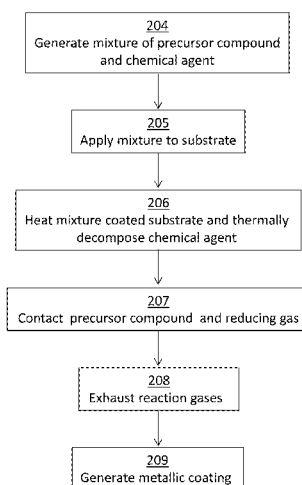 204
Generate mixture of precursor compound
and chemical agent
205
Apply mixture to substrate
206
Heat mixture coated substrate and thermally
decompose chemical agent
207
Contact precursor compound and reducing gas
208
Exhaust reaction gases
209
Generate metallic coating